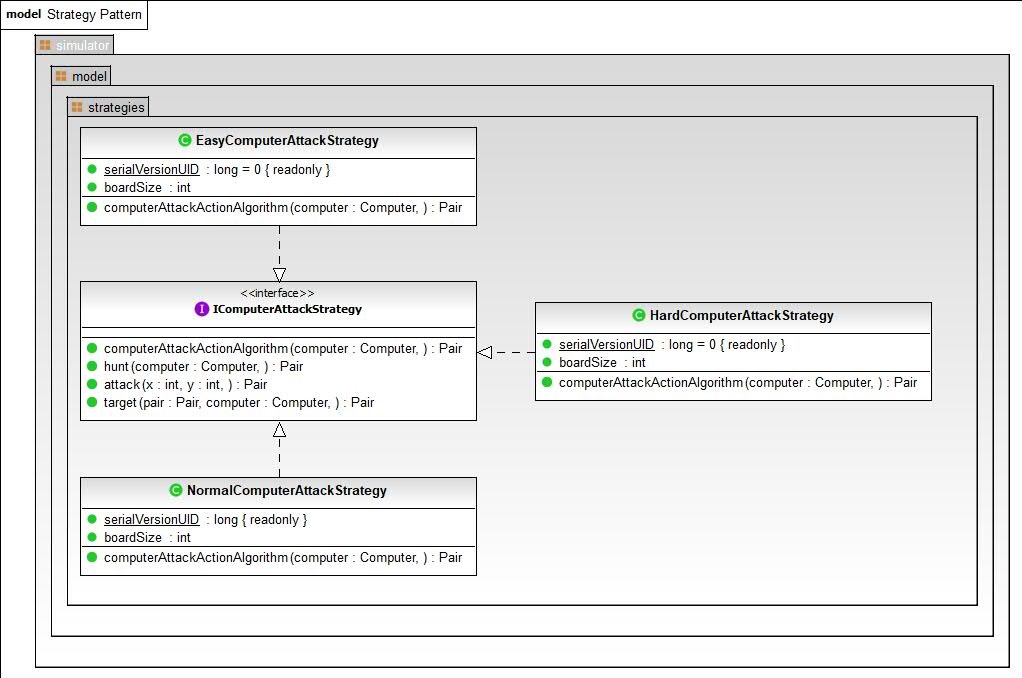 model Strategy Pattern
simulator
model
strategies
EasyComputerAttackStrategy
serialVersionUID : long = 0 { readonly }
boardSize : int
computerAttackActionAlgorithm(computer : Computer, ) : Pair
<<interface>>
I IComputerAttackStrategy
computerAttackActionAlgorithm(computer : Computer, ) : Pair
hunt(computer : Computer, ) : Pair
attack(x : int, y : int, ) : Pair
target(pair : Pair, computer : Computer, ) : Pair
C HardComputerAttackStrategy
serialVersionUID : long = 0 { readonly }
boardSize : int
computerAttackActionAlgorithm(computer : Computer, ) : Pair
C NormalComputerAttackStrategy
serialVersionUID : long { readonly }
boardSize : int
computerAttackActionAlgorithm(computer : Computer, ) : Pair